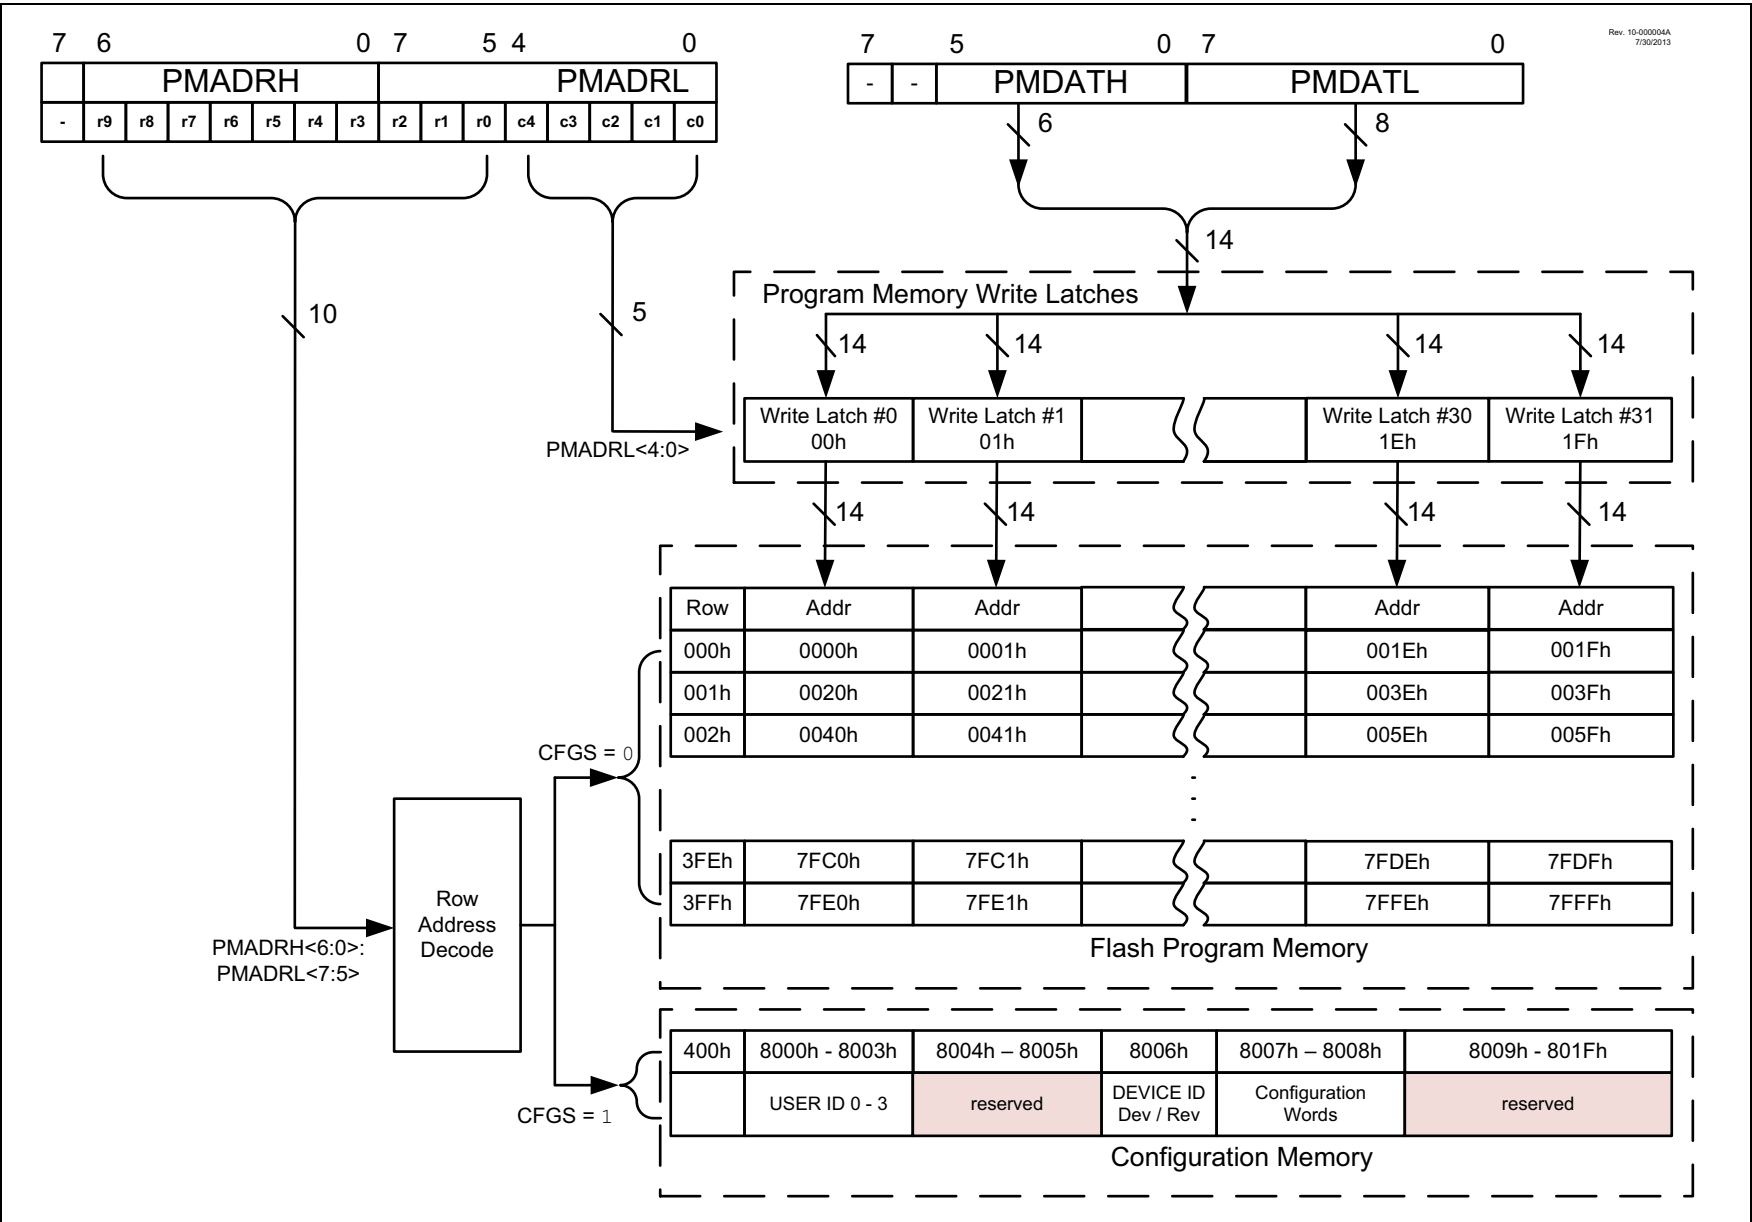 7 6 0 7 5 4 0
7 5 0 7 0
Rev. 10-000004A
7/30/2013
PMADRH PMADRL
- - PMDATH PMDATL
- r9 r8 r7 r6 r5 r4 r3 r2 r1 r0 c4 c3 c2 c1 c0
6 8
14
10 5
Program Memory Write Latches
14 14 14 14
Write Latch #0 Write Latch #1 Write Latch #30 Write Latch #31
00h 01h 1Eh 1Fh
PMADRL<4:0>
14 14 14 14
Row Addr Addr Addr Addr
000h 0000h 0001h 001Eh 001Fh
001h 0020h 0021h 003Eh 003Fh
002h 0040h 0041h 005Eh 005Fh
CFGS = 0
3FEh 7FC0h 7FC1h 7FDEh 7FDFh
3FFh 7FE0h 7FE1h 7FFEh 7FFFh
Row
Address
Decode
PMADRH<6:0>:
PMADRL<7:5>
Flash Program Memory
400h 8000h - 8003h 8004h – 8005h 8006h 8007h – 8008h 8009h - 801Fh
USER ID 0 - 3 reserved DEVICE ID Configuration reserved
Dev / Rev Words
CFGS = 1
Configuration Memory